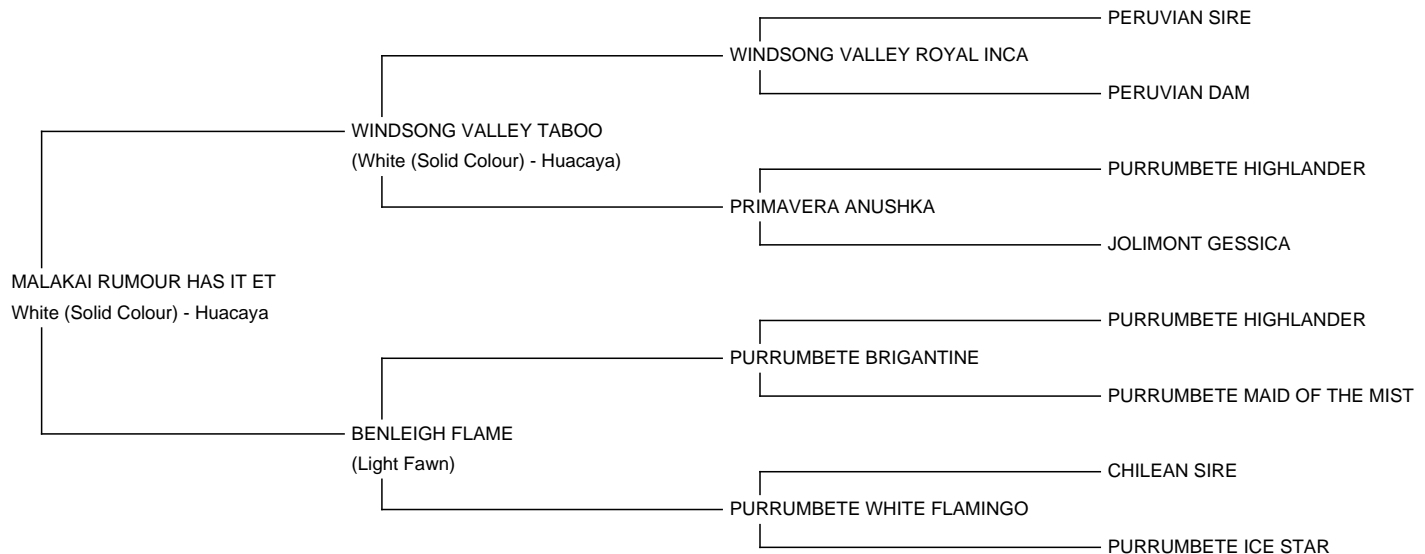 PERUVIAN SIRE
WINDSONG VALLEY ROYAL INCA
PERUVIAN DAM
WINDSONG VALLEY TABOO
(White (Solid Colour) - Huacaya)
PURRUMBETE HIGHLANDER
PRIMAVERA ANUSHKA
JOLIMONT GESSICA
MALAKAI RUMOUR HAS IT ET
White (Solid Colour) - Huacaya
PURRUMBETE HIGHLANDER
PURRUMBETE BRIGANTINE
PURRUMBETE MAID OF THE MIST
BENLEIGH FLAME
(Light Fawn)
CHILEAN SIRE
PURRUMBETE WHITE FLAMINGO
PURRUMBETE ICE STAR